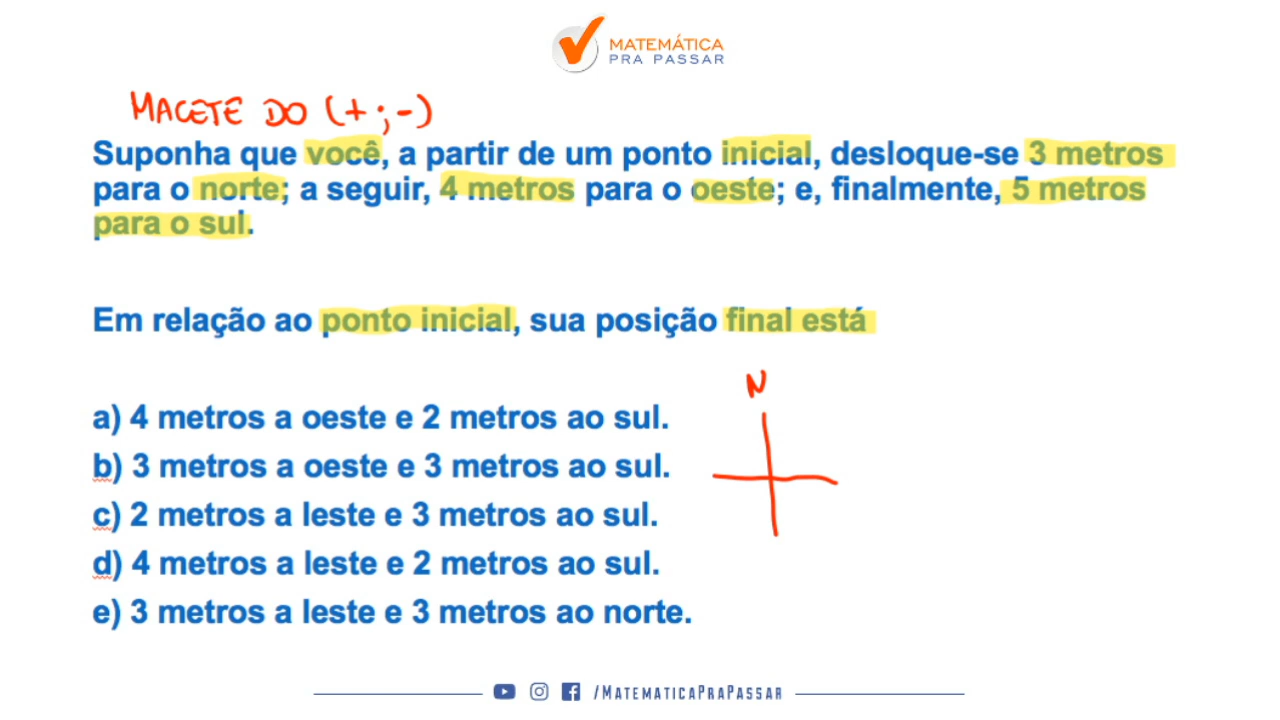 MATEMÁTICA
PRA PASSAR
MACETE DO (+;-)
Suponha que você, a partir de um ponto inicial, desloque-se 3 metros
para o norte; a seguir, 4 metros para o oeste; e, finalmente, 5 metros
para o sul.
Em relação ao ponto inicial, sua posição final está
N
a) 4 metros a oeste e 2 metros ao sul.
b) 3 metros a oeste e 3 metros ao sul.
c) 2 metros a leste e 3 metros ao sul.
d) 4 metros a leste e 2 metros ao sul.
e) 3 metros a leste e 3 metros ao norte.
/MATEMATICAPRAPASSAR